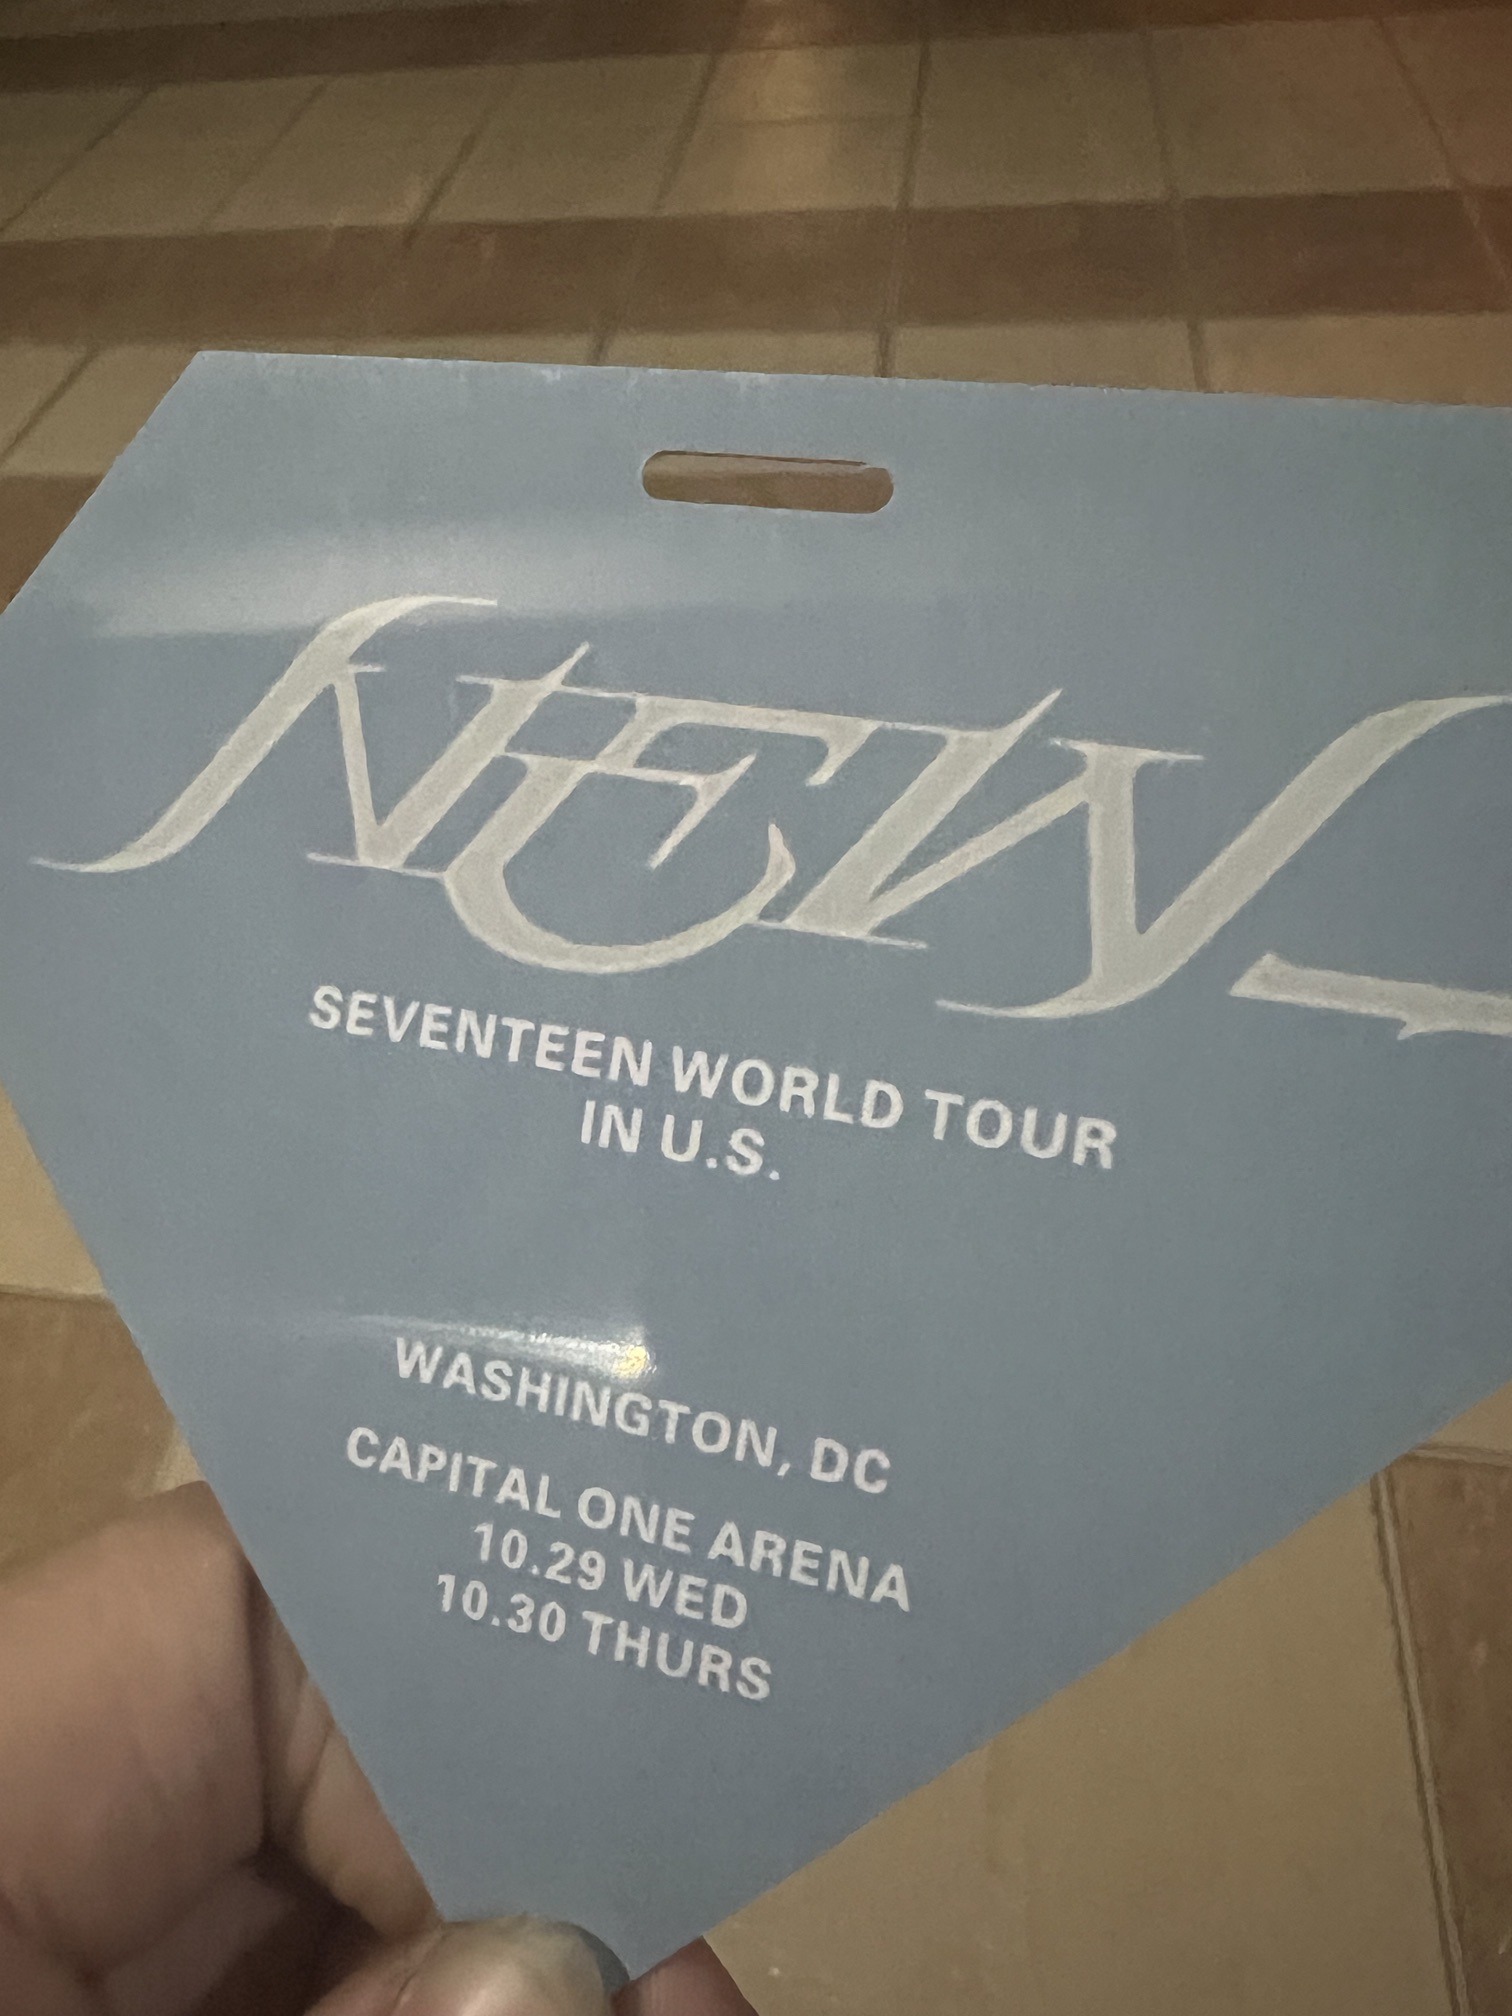 NEW_
SEVENTEEN WORLD TOUR
IN U.S.
WASHINGTON, DC
CAPITAL ONE ARENA
10.29 WED
10.30 THURS